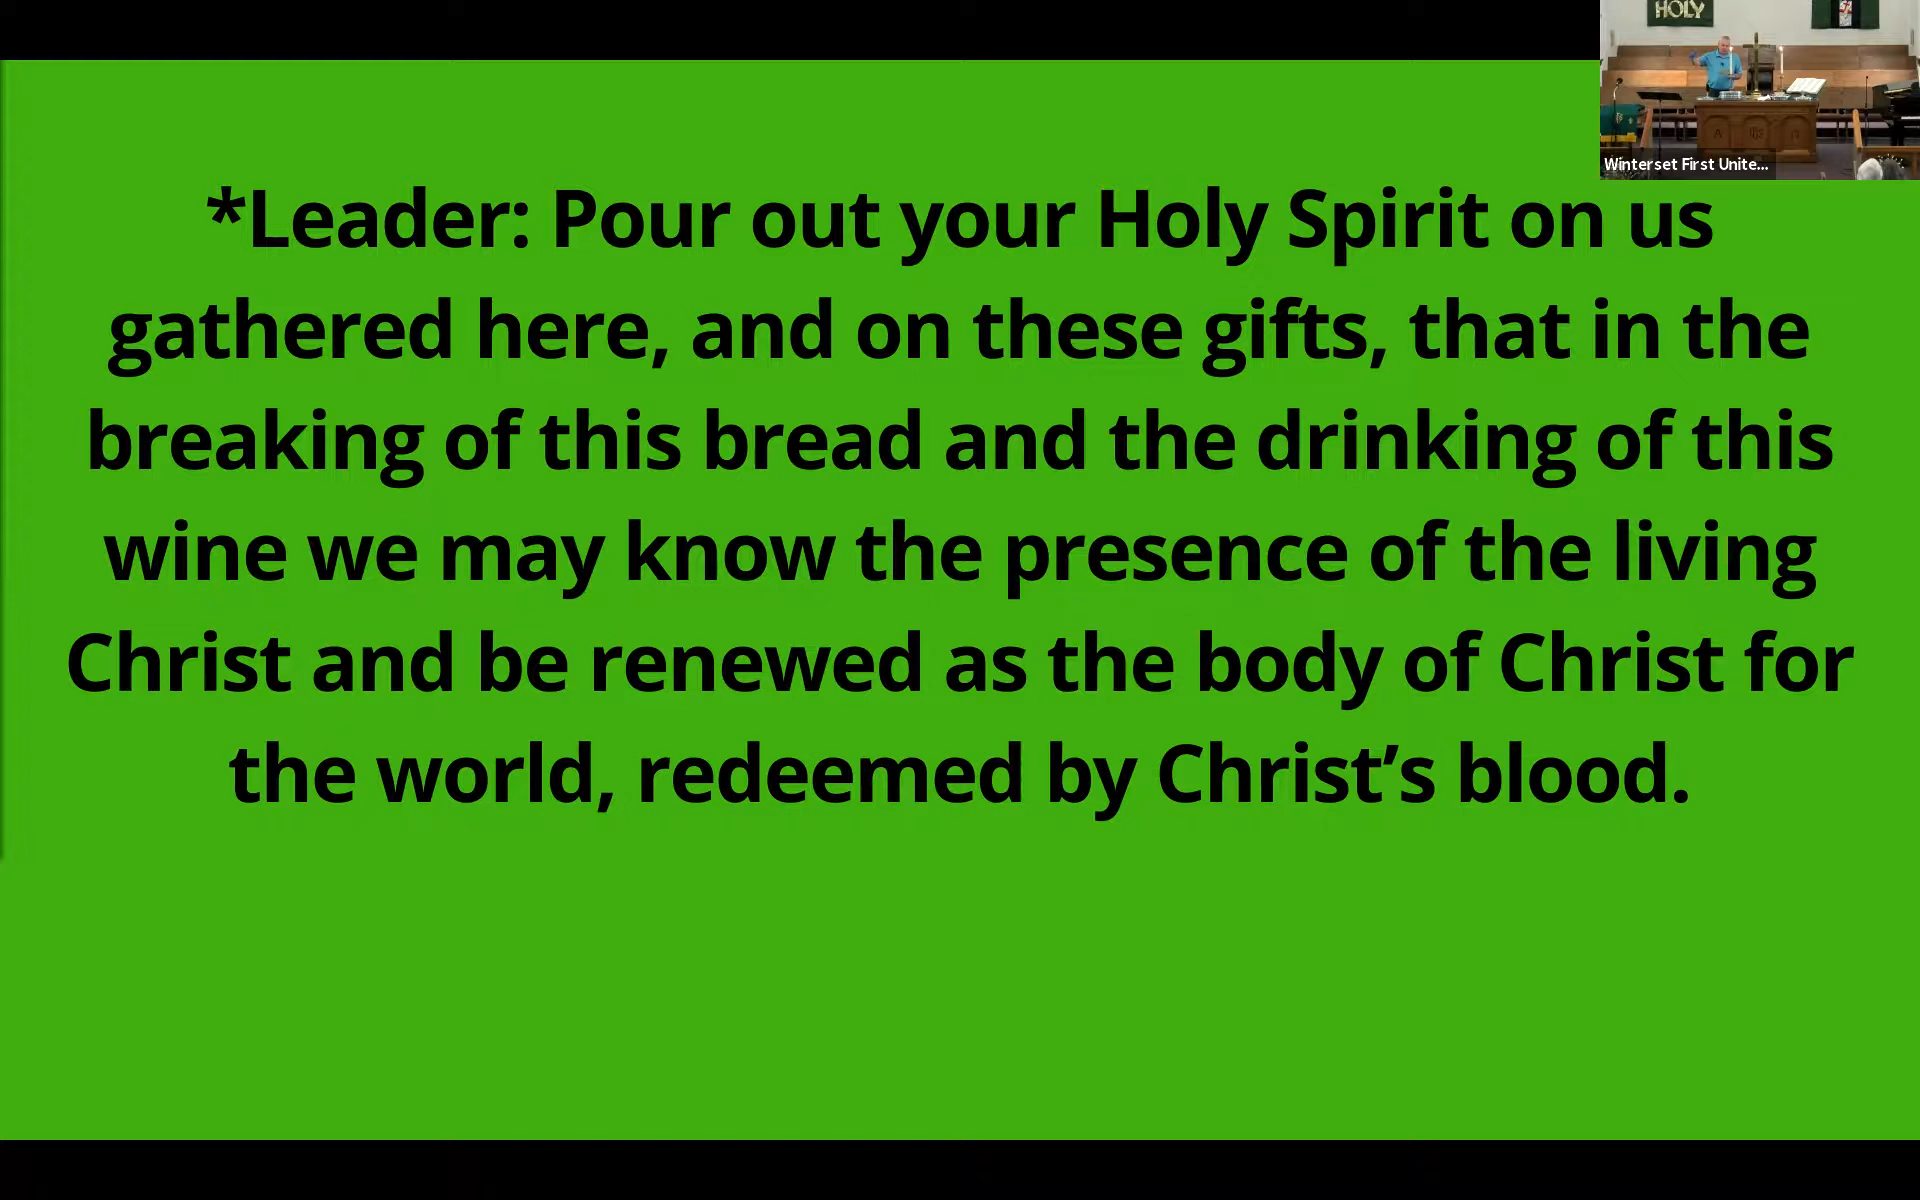 HOLY
Winterset First Unite...
*Leader: Pour out your Holy Spirit on us
gathered here, and on these gifts, that in the
breaking of this bread and the drinking of this
wine we may know the presence of the living
Christ and be renewed as the body of Christ for
the world, redeemed by Christ’s blood.